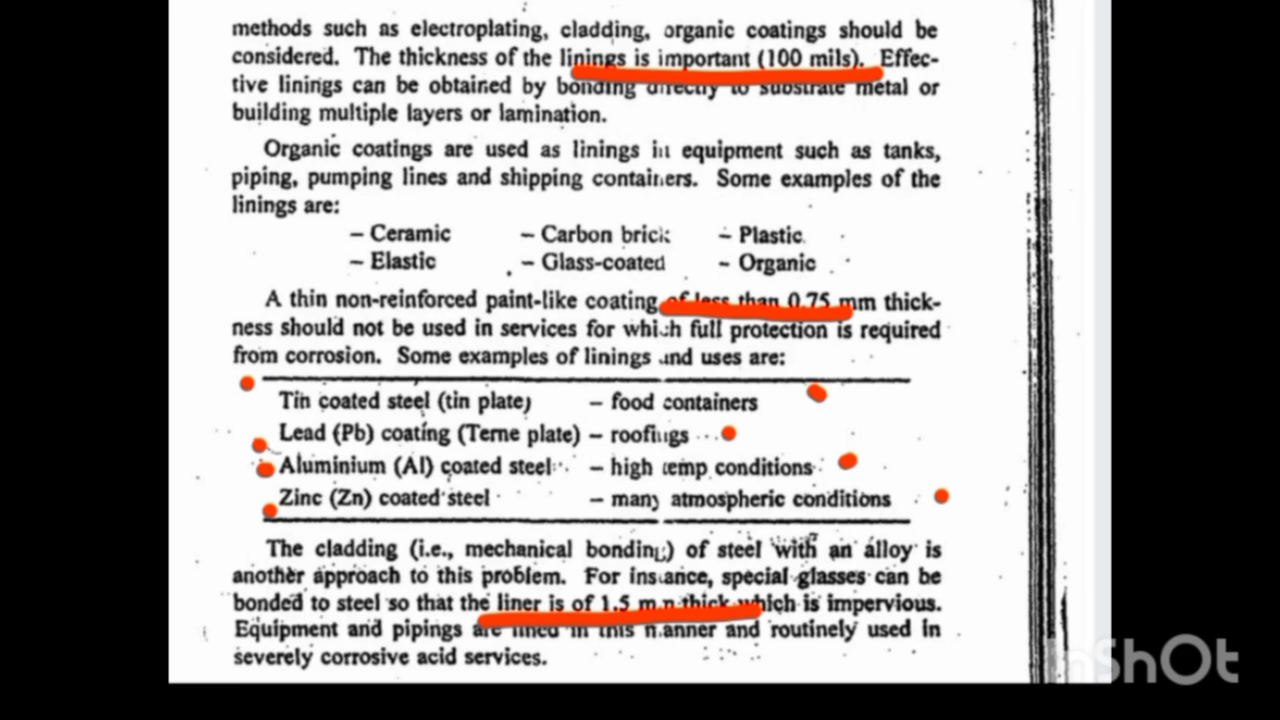 methods such as electroplating, cladding, organic coatings should be
considered. The thickness of the linings is important (100 mils). Effec-
tive linings can be obtained by bonding directly to substrate metal or
building multiple layers or lamination.
Organic coatings are used as linings in equipment such as tanks,
piping, pumping lines and shipping containers. Some examples of the
linings are:
– Ceramic – Carbon brick – Plastic
– Elastic – Glass-coated – Organic
A thin non-reinforced paint-like coating of less than 0.75 mm thick-
ness should not be used in services for which full protection is required
from corrosion. Some examples of linings and uses are:
Tin coated steel (tin plate) – food containers
Lead (Pb) coating (Terne plate) – roofings
Aluminium (Al) coated steel – high temp conditions
Zinc (Zn) coated steel – many atmospheric conditions
The cladding (i.e., mechanical bonding) of steel with an alloy is
another approach to this problem. For instance, special glasses can be
bonded to steel so that the liner is of 1.5 mm thick which is impervious.
Equipment and pipings are lined in this manner and routinely used in
severely corrosive acid services.
InShOt